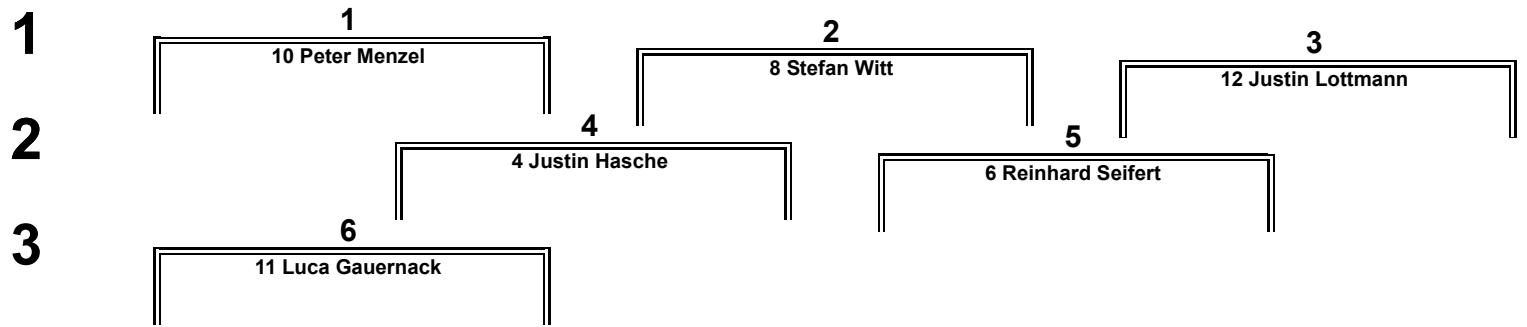 1
1
10 Peter Menzel
2
8 Stefan Witt
3
12 Justin Lottmann
2
4
4 Justin Hasche
5
6 Reinhard Seifert
3
6
11 Luca Gauernack